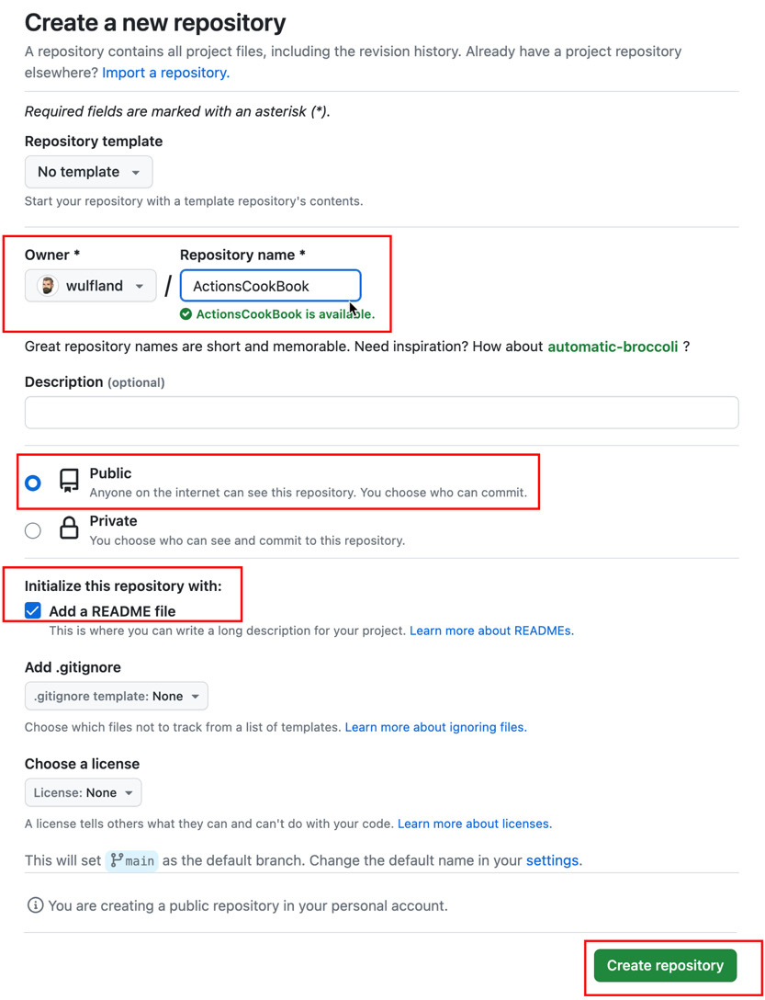 Create a new repository
A repository contains all project files, including the revision history. Already have a project repository
elsewhere? Import a repository.
Required fields are marked with an asterisk (*).
Repository template
No template
Start your repository with a template repository's contents.
Owner *
Repository name *
wulfland
/
ActionsCookBook
ActionsCookBook is available.
Great repository names are short and memorable. Need inspiration? How about automatic-broccoli ?
Description (optional)
Public
Anyone on the internet can see this repository. You choose who can commit.
Private
You choose who can see and commit to this repository.
Initialize this repository with:
Add a README file
This is where you can write a long description for your project. Learn more about READMEs.
Add .gitignore
.gitignore template: None
Choose which files not to track from a list of templates. Learn more about ignoring files.
Choose a license
License: None
A license tells others what they can and can't do with your code. Learn more about licenses.
This will set main as the default branch. Change the default name in your settings.
You are creating a public repository in your personal account.
Create repository